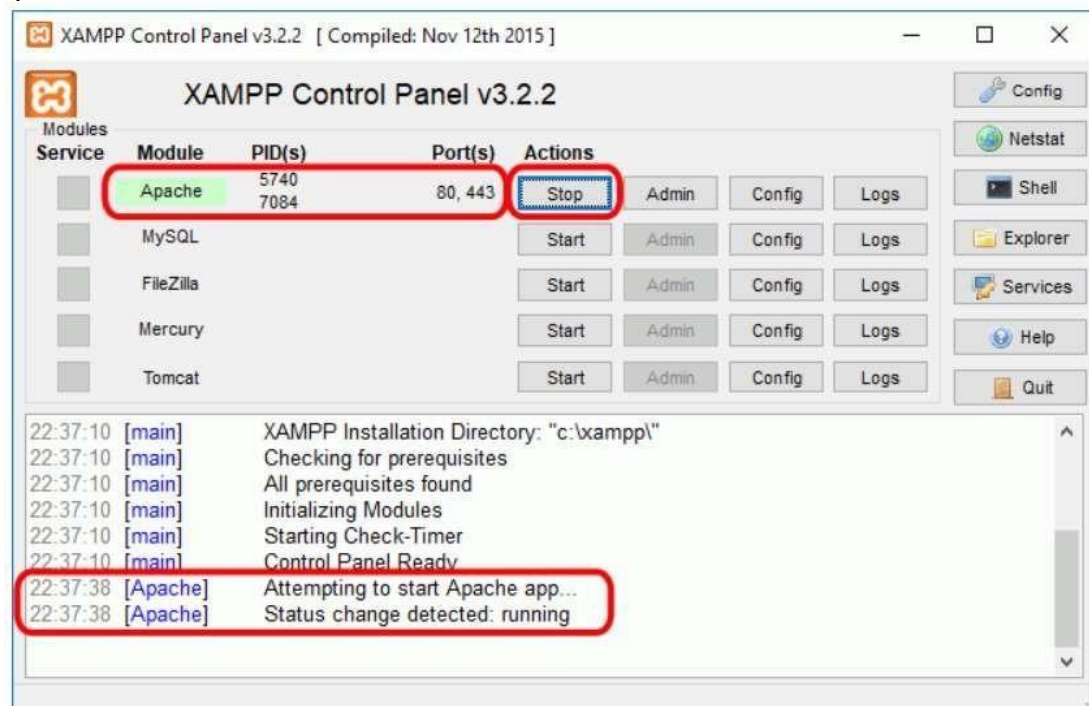 XAMPP Control Panel v3.2.2 [ Compiled: Nov 12th 2015 ]
XAMPP Control Panel v3.2.2
Config
Modules
Service Module PID(s) Port(s) Actions
Netstat
Apache 5740 7084 80, 443 Stop Admin Config Logs
Shell
MySQL Start Admin Config Logs
Explorer
FileZilla Start Admin Config Logs
Services
Mercury Start Admin Config Logs
Help
Tomcat Start Admin Config Logs
Quit
22:37:10 [main] XAMPP Installation Directory: "c:\xampp\"
22:37:10 [main] Checking for prerequisites
22:37:10 [main] All prerequisites found
22:37:10 [main] Initializing Modules
22:37:10 [main] Starting Check-Timer
22:37:10 [main] Control Panel Ready
22:37:38 [Apache] Attempting to start Apache app...
22:37:38 [Apache] Status change detected: running